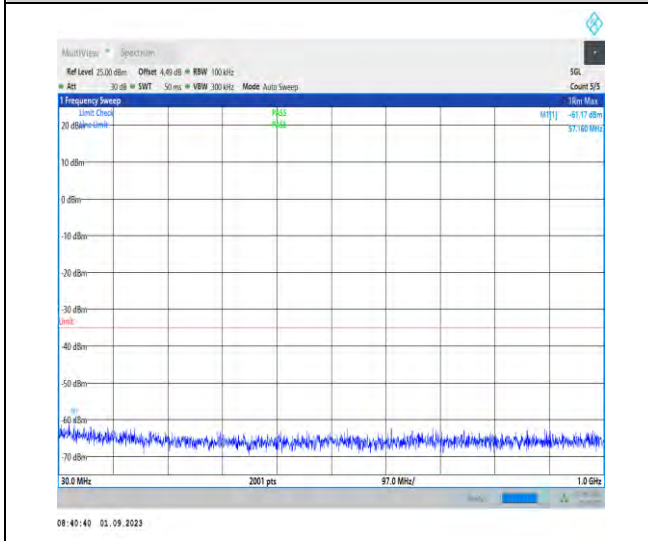 MultiView Spectrum
Ref Level 25.00 dBm Offset 4.49 dB RBW 100 kHz SGL
Att 30 dB SWT 50 ms VBW 300 kHz Mode Auto Sweep Count 5/5
1 Frequency Sweep 1Rm Max
Limit Check PASS M1[1] -61.17 dBm
20 dBm Line Limit PASS 57.160 MHz
10 dBm
0 dBm
-10 dBm
-20 dBm
-30 dBm
Limit
-40 dBm
-50 dBm
M1
-60 dBm
-70 dBm
30.0 MHz 2001 pts 97.0 MHz/ 1.0 GHz
08:40:40 01.09.2023